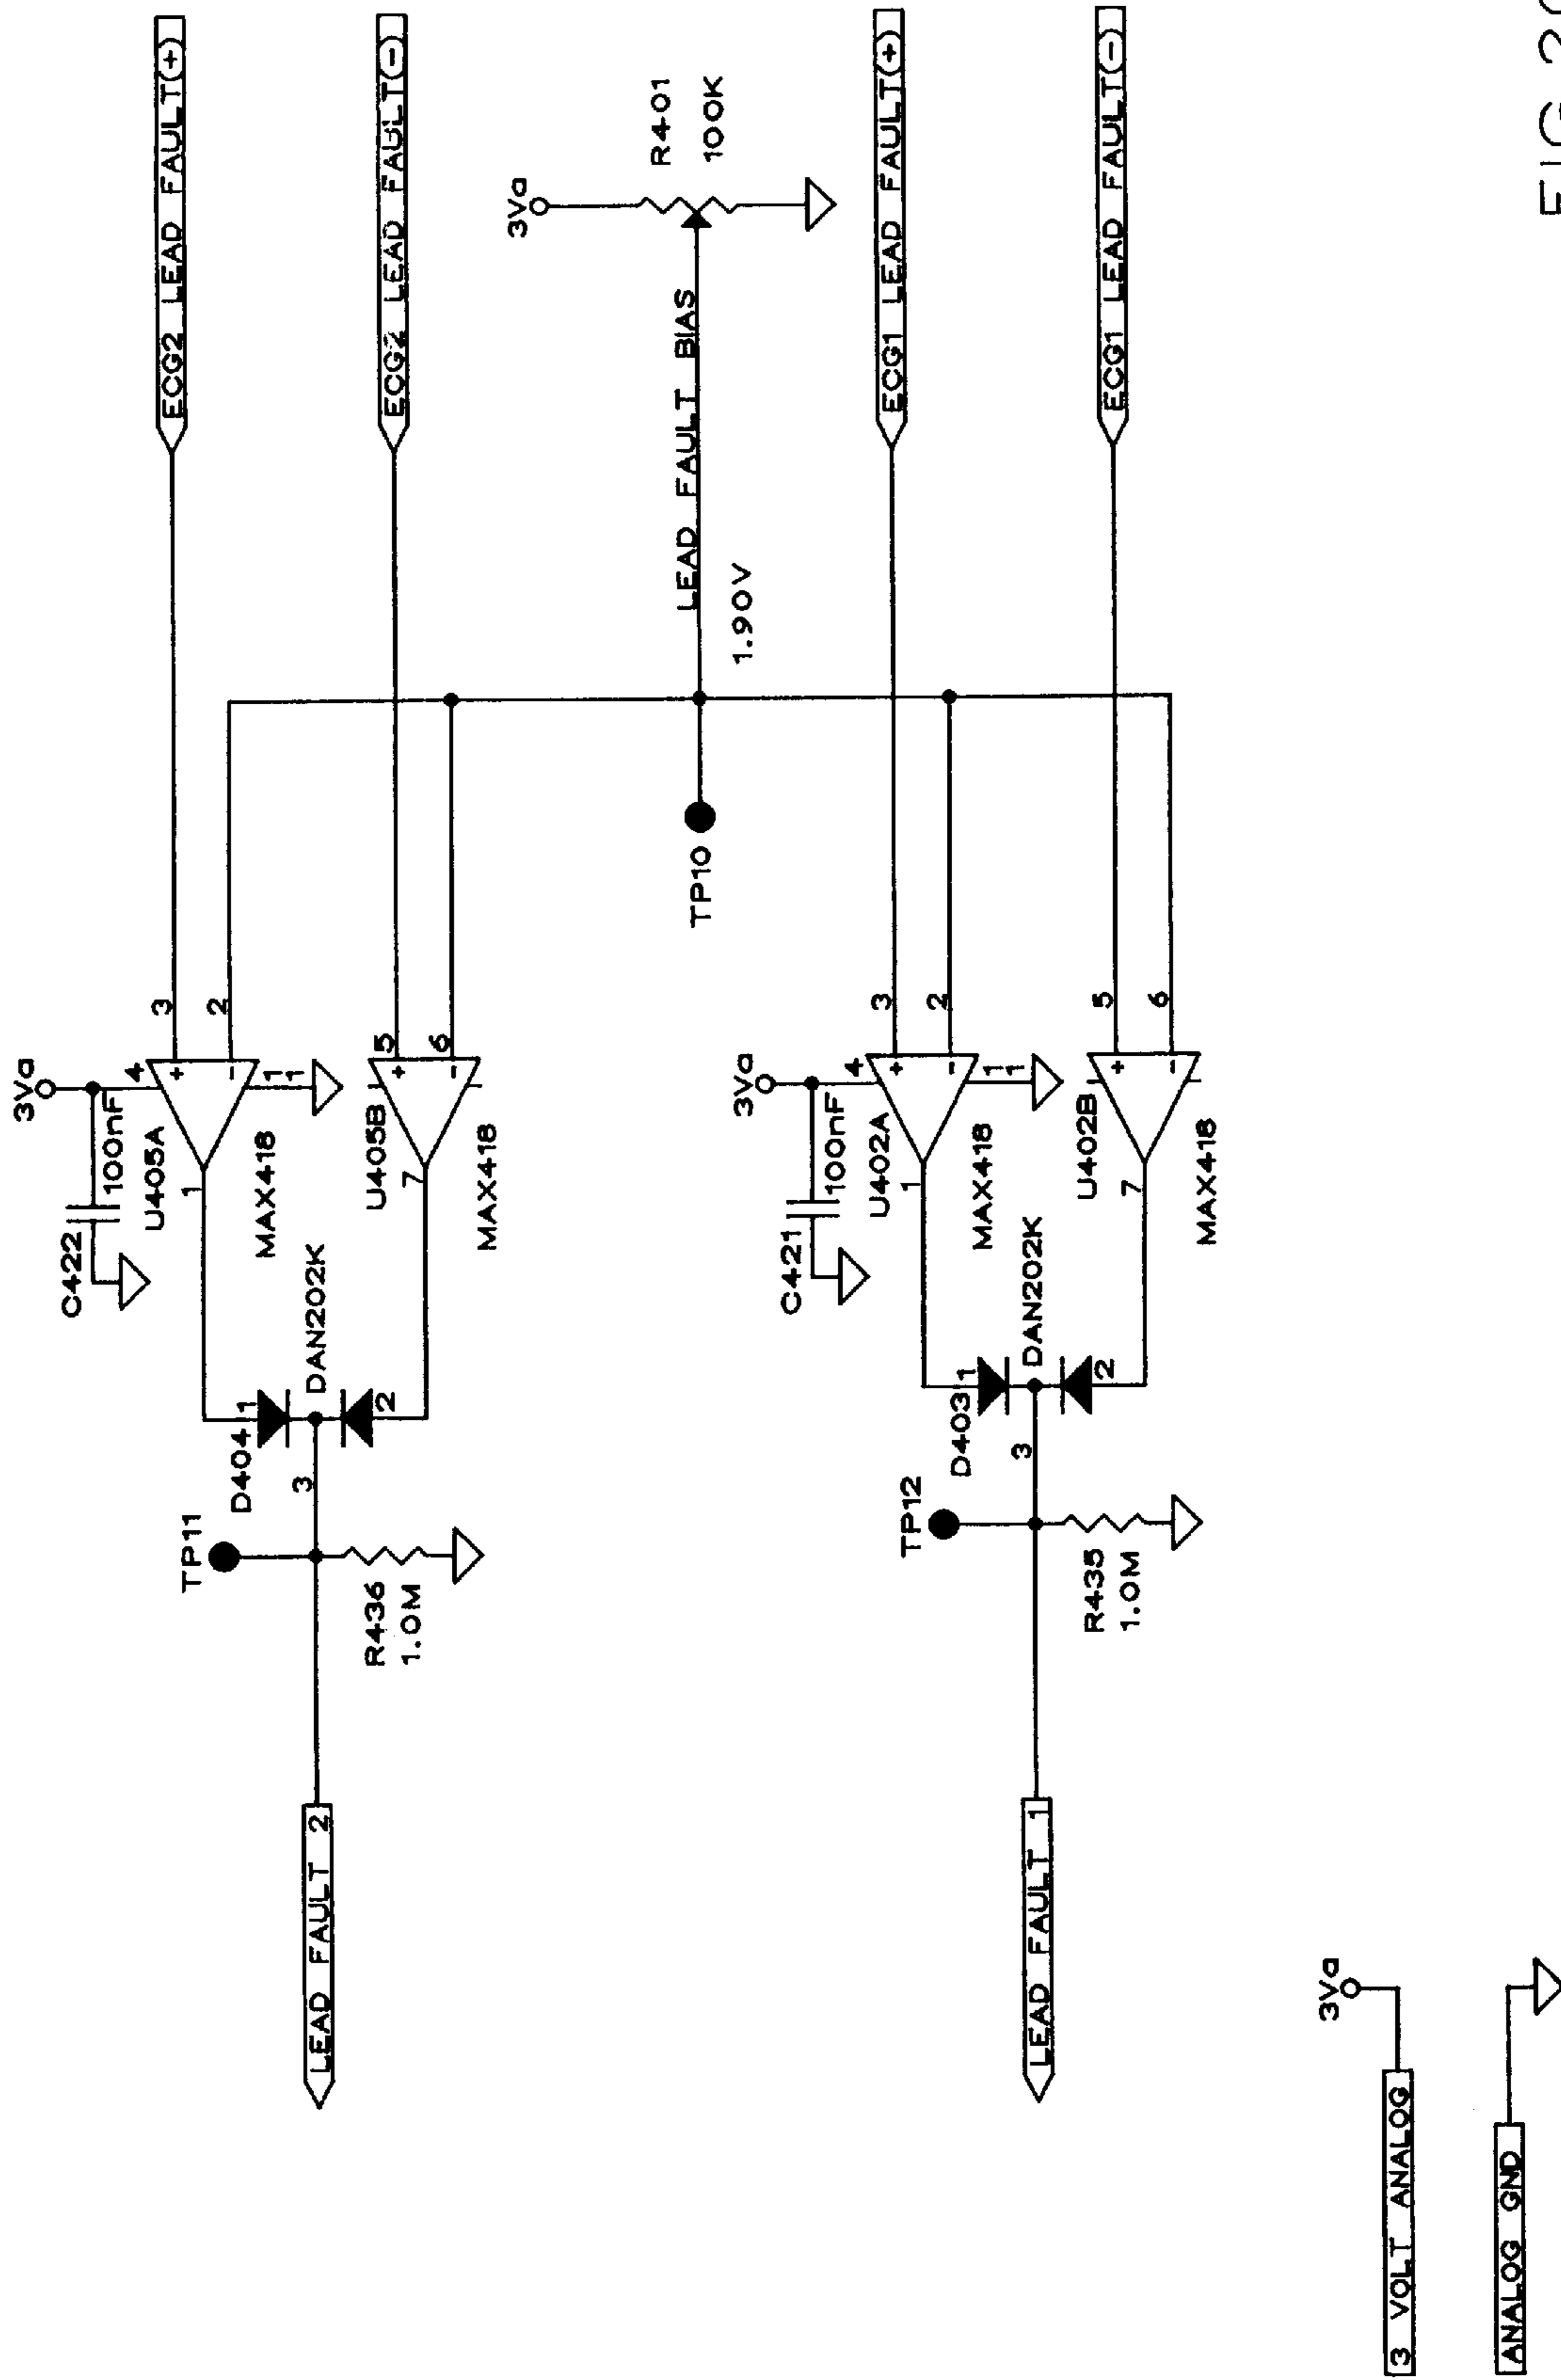 ECG2 LEAD FAULT(+)
ECG2 LEAD FAULT(-)
3Va
R401
100K
LEAD FAULT BIAS
1.90V
ECG1 LEAD FAULT(+)
ECG1 LEAD FAULT(-)
TP10
3Va
C422
100nF
4
3
2
+
-
11
U405A
1
MAX418
5
6
+
-
U405B
7
MAX418
DAN202K
D404
1
2
3
TP11
R436
1.0M
LEAD FAULT 2
3Va
C421
100nF
4
3
2
+
-
11
U402A
1
MAX418
5
6
+
-
U402B
7
MAX418
DAN202K
D403
1
2
3
TP12
R435
1.0M
LEAD FAULT 1
3Va
3 VOLT ANALOG
ANALOG GND
FIG